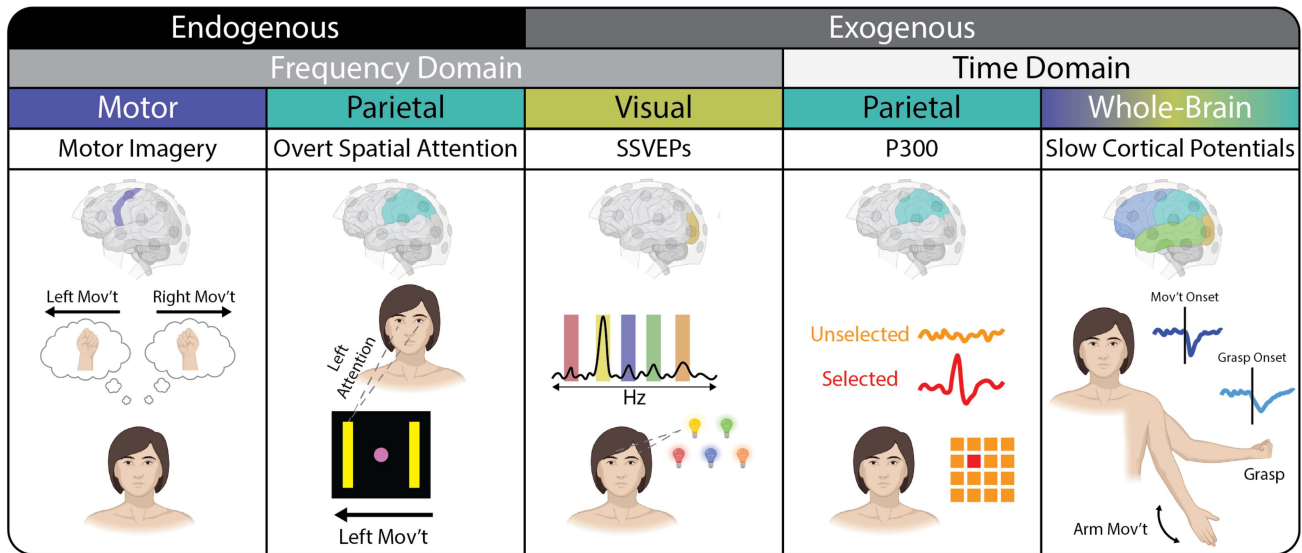 Endogenous
Exogenous
Frequency Domain
Time Domain
Motor
Parietal
Visual
Parietal
Whole-Brain
Motor Imagery
Overt Spatial Attention
SSVEPs
P300
Slow Cortical Potentials
Left Mov't
Right Mov't
Left
Attention
Left Mov't
Hz
Unselected
Selected
Mov't Onset
Grasp Onset
Grasp
Arm Mov't